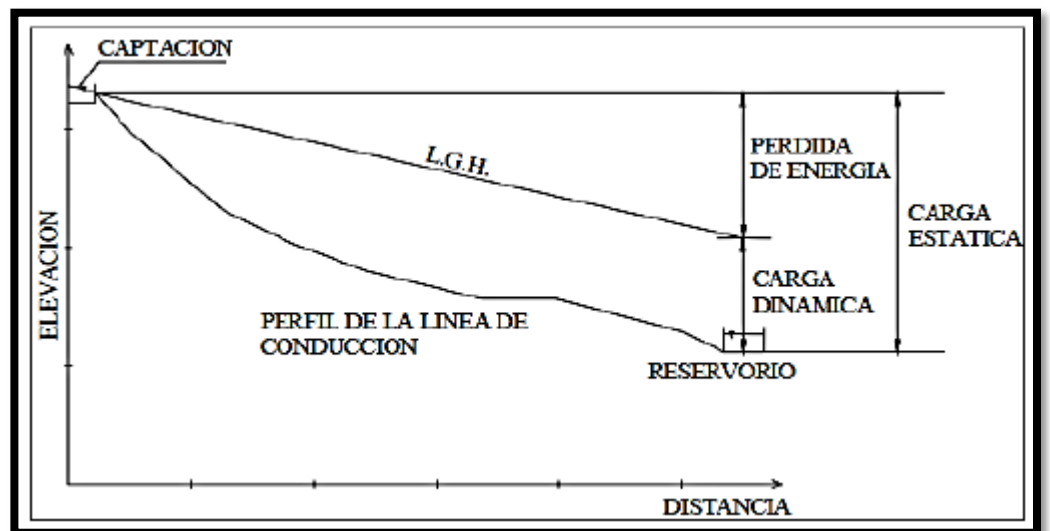 CAPTACION
L.G.H.
PERDIDA
DE ENERGIA
CARGA
ESTATICA
CARGA
DINAMICA
ELEVACION
PERFIL DE LA LINEA DE
CONDUCCION
RESERVORIO
DISTANCIA